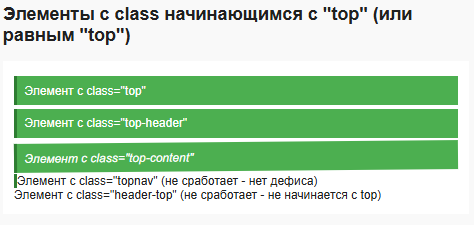 Элементы с class начинающимся с "top" (или
равным "top")
Элемент с class="top"
Элемент с class="top-header"
Элемент с class="top-content"
Элемент с class="topnav" (не сработает - нет дефиса)
Элемент с class="header-top" (не сработает - не начинается с top)